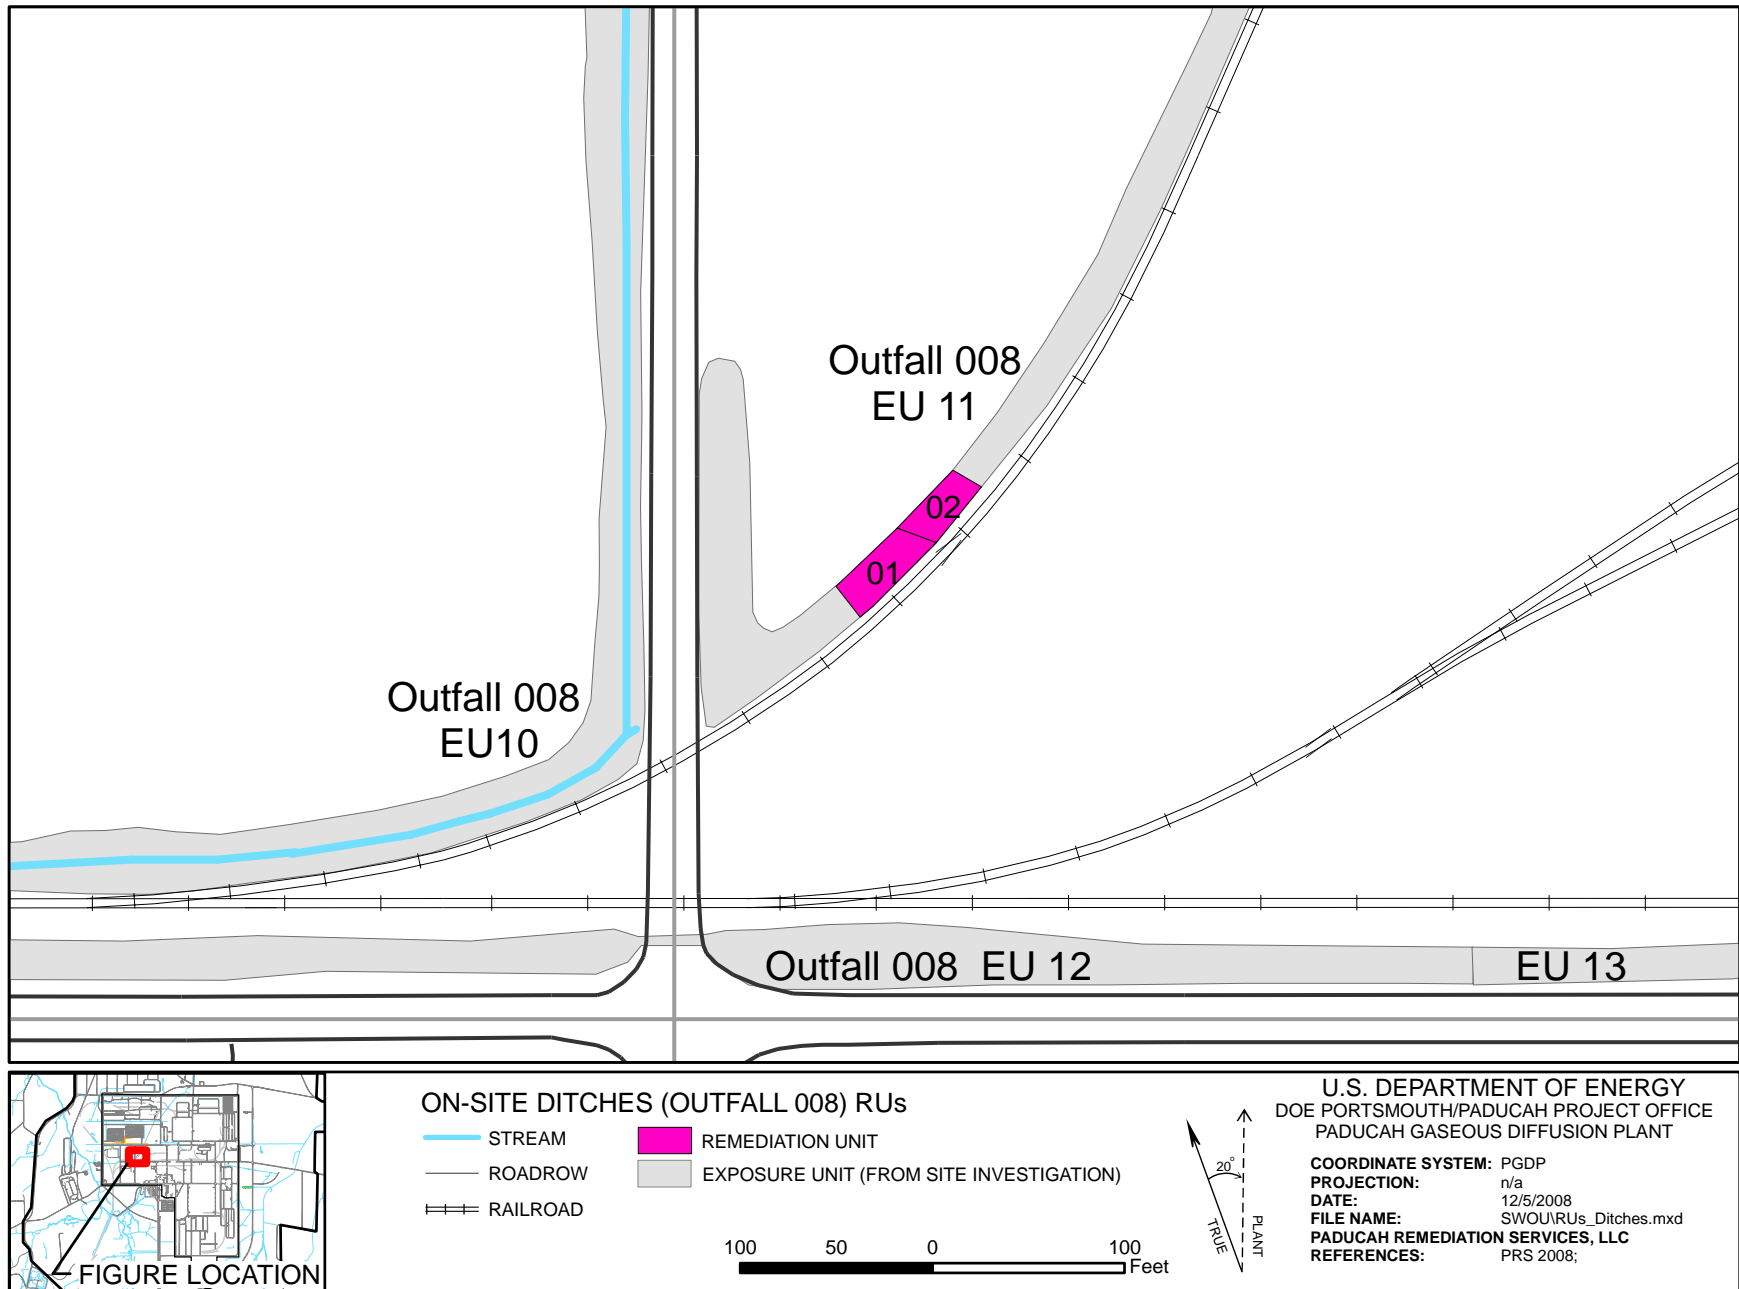 Outfall 008
EU 11
02
01
Outfall 008
EU10
Outfall 008 EU 12
EU 13
FIGURE LOCATION
ON-SITE DITCHES (OUTFALL 008) RUs
STREAM
ROADROW
RAILROAD
REMEDIATION UNIT
EXPOSURE UNIT (FROM SITE INVESTIGATION)
100 50 0 100
Feet
20°
TRUE
PLANT
U.S. DEPARTMENT OF ENERGY
DOE PORTSMOUTH/PADUCAH PROJECT OFFICE
PADUCAH GASEOUS DIFFUSION PLANT
COORDINATE SYSTEM: PGDP
PROJECTION: n/a
DATE: 12/5/2008
FILE NAME: SWOU\RUs_Ditches.mxd
PADUCAH REMEDIATION SERVICES, LLC
REFERENCES: PRS 2008;